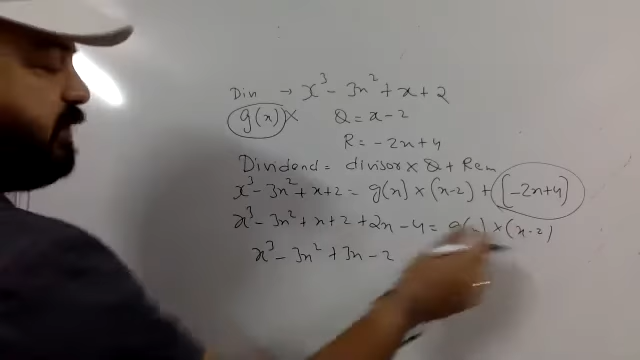 Div → x³ - 3x² + x + 2
g(x) × Q = x - 2
R = -2x + 4
Dividend = divisor × Q + Rem
x³ - 3x² + x + 2 = g(x) × (x-2) + [-2x+4]
x³ - 3x² + x + 2 + 2x - 4 = g(x) × (x-2)
x³ - 3x² + 3x - 2